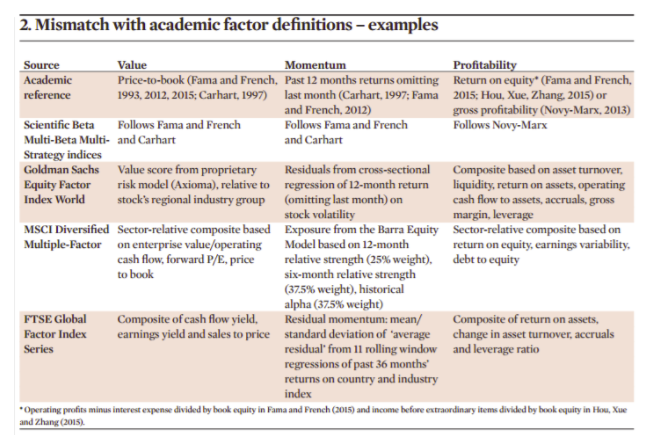 2. Mismatch with academic factor definitions – examples
Source Value Momentum Profitability
Academic Price-to-book (Fama and French, Past 12 months returns omitting Return on equity* (Fama and French,
reference 1993, 2012, 2015; Carhart, 1997) last month (Carhart, 1997; Fama 2015; Hou, Xue, Zhang, 2015) or
and French, 2012) gross profitability (Novy-Marx, 2013)
Scientific Beta Follows Fama and French Follows Fama and French Follows Novy-Marx
Multi-Beta Multi- and Carhart and Carhart
Strategy indices
Goldman Sachs Value score from proprietary Residuals from cross-sectional Composite based on asset turnover,
Equity Factor risk model (Axioma), relative to regression of 12-month return liquidity, return on assets, operating
Index World stock's regional industry group (omitting last month) on cash flow to assets, accruals, gross
stock volatility margin, leverage
MSCI Diversified Sector-relative composite based Exposure from the Barra Equity Sector-relative composite based on
Multiple-Factor on enterprise value/operating Model based on 12-month return on equity, earnings variability,
cash flow, forward P/E, price relative strength (25% weight), debt to equity
to book six-month relative strength
(37.5% weight), historical
alpha (37.5% weight)
FTSE Global Composite of cash flow yield, Residual momentum: mean/ Composite of return on assets,
Factor Index earnings yield and sales to price standard deviation of 'average change in asset turnover, accruals
Series residual' from 11 rolling window and leverage ratio
regressions of past 36 months'
returns on country and industry
index
* Operating profits minus interest expense divided by book equity in Fama and French (2015) and income before extraordinary items divided by book equity in Hou, Xue
and Zhang (2015).